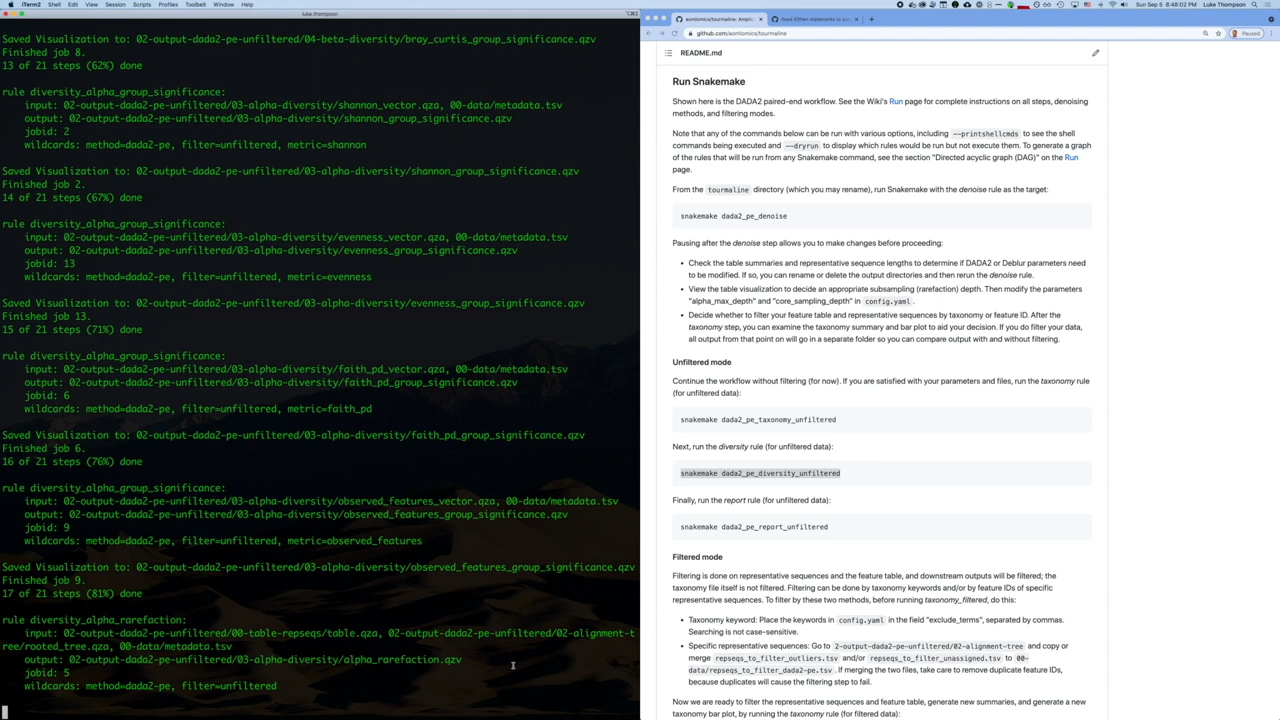 iTerm2 Shell Edit View Session Scripts Profiles Toolbelt Window Help
Sun Sep 5 8:48:02 Luke Thompson
luke.thompson
Saved Visualization to: 02-output-dada2-pe-unfiltered/04-beta-diversity/bray_curtis_group_significance.qzv
Finished job 8.
13 of 21 steps (62%) done
rule diversity_alpha_group_significance:
input: 02-output-dada2-pe-unfiltered/03-alpha-diversity/shannon_vector.qza, 00-data/metadata.tsv
output: 02-output-dada2-pe-unfiltered/03-alpha-diversity/shannon_group_significance.qzv
jobid: 2
wildcards: method=dada2-pe, filter=unfiltered, metric=shannon
Saved Visualization to: 02-output-dada2-pe-unfiltered/03-alpha-diversity/shannon_group_significance.qzv
Finished job 2.
14 of 21 steps (67%) done
rule diversity_alpha_group_significance:
input: 02-output-dada2-pe-unfiltered/03-alpha-diversity/evenness_vector.qza, 00-data/metadata.tsv
output: 02-output-dada2-pe-unfiltered/03-alpha-diversity/evenness_group_significance.qzv
jobid: 13
wildcards: method=dada2-pe, filter=unfiltered, metric=evenness
Saved Visualization to: 02-output-dada2-pe-unfiltered/03-alpha-diversity/evenness_group_significance.qzv
Finished job 13.
15 of 21 steps (71%) done
rule diversity_alpha_group_significance:
input: 02-output-dada2-pe-unfiltered/03-alpha-diversity/faith_pd_vector.qza, 00-data/metadata.tsv
output: 02-output-dada2-pe-unfiltered/03-alpha-diversity/faith_pd_group_significance.qzv
jobid: 6
wildcards: method=dada2-pe, filter=unfiltered, metric=faith_pd
Saved Visualization to: 02-output-dada2-pe-unfiltered/03-alpha-diversity/faith_pd_group_significance.qzv
Finished job 6.
16 of 21 steps (76%) done
rule diversity_alpha_group_significance:
input: 02-output-dada2-pe-unfiltered/03-alpha-diversity/observed_features_vector.qza, 00-data/metadata.tsv
output: 02-output-dada2-pe-unfiltered/03-alpha-diversity/observed_features_group_significance.qzv
jobid: 9
wildcards: method=dada2-pe, filter=unfiltered, metric=observed_features
Saved Visualization to: 02-output-dada2-pe-unfiltered/03-alpha-diversity/observed_features_group_significance.qzv
Finished job 9.
17 of 21 steps (81%) done
rule diversity_alpha_rarefaction:
input: 02-output-dada2-pe-unfiltered/00-table-repseqs/table.qza, 02-output-dada2-pe-unfiltered/02-alignment-t
ree/rooted_tree.qza, 00-data/metadata.tsv
output: 02-output-dada2-pe-unfiltered/03-alpha-diversity/alpha_rarefaction.qzv
jobid: 5
wildcards: method=dada2-pe, filter=unfiltered
aomlomics/tourmaline: Ampli
github.com/aomlomics/tourmaline
Paused
README.md
Run Snakemake
Shown here is the DADA2 paired-end workflow. See the Wiki's Run page for complete instructions on all steps, denoising
methods, and filtering modes.
Note that any of the commands below can be run with various options, including --printshellcmds to see the shell
commands being executed and --dryrun to display which rules would be run but not execute them. To generate a graph
of the rules that will be run from any Snakemake command, see the section "Directed acyclic graph (DAG)" on the Run
page.
From the tourmaline directory (which you may rename), run Snakemake with the denoise rule as the target:
snakemake dada2_pe_denoise
Pausing after the denoise step allows you to make changes before proceeding:
• Check the table summaries and representative sequence lengths to determine if DADA2 or Deblur parameters need
to be modified. If so, you can rename or delete the output directories and then rerun the denoise rule.
• View the table visualization to decide an appropriate subsampling (rarefaction) depth. Then modify the parameters
"alpha_max_depth" and "core_sampling_depth" in config.yaml.
• Decide whether to filter your feature table and representative sequences by taxonomy or feature ID. After the
taxonomy step, you can examine the taxonomy summary and bar plot to aid your decision. If you do filter your data,
all output from that point on will go in a separate folder so you can compare output with and without filtering.
Unfiltered mode
Continue the workflow without filtering (for now). If you are satisfied with your parameters and files, run the taxonomy rule
(for unfiltered data):
snakemake dada2_pe_taxonomy_unfiltered
Next, run the diversity rule (for unfiltered data):
snakemake dada2_pe_diversity_unfiltered
Finally, run the report rule (for unfiltered data):
snakemake dada2_pe_report_unfiltered
Filtered mode
Filtering is done on representative sequences and the feature table, and downstream outputs will be filtered; the
taxonomy file itself is not filtered. Filtering can be done by taxonomy keywords and/or by feature IDs of specific
representative sequences. To filter by these two methods, before running taxonomy_filtered, do this:
• Taxonomy keyword: Place the keywords in config.yaml in the field "exclude_terms", separated by commas.
Searching is not case-sensitive.
• Specific representative sequences: Go to 2-output-dada2-pe-unfiltered/02-alignment-tree and copy or
merge repseqs_to_filter_outliers.tsv and/or repseqs_to_filter_unassigned.tsv to 00-
data/repseqs_to_filter_dada2-pe.tsv. If merging the two files, take care to remove duplicate feature IDs,
because duplicates will cause the filtering step to fail.
Now we are ready to filter the representative sequences and feature table, generate new summaries, and generate a new
taxonomy bar plot, by running the taxonomy rule (for filtered data):